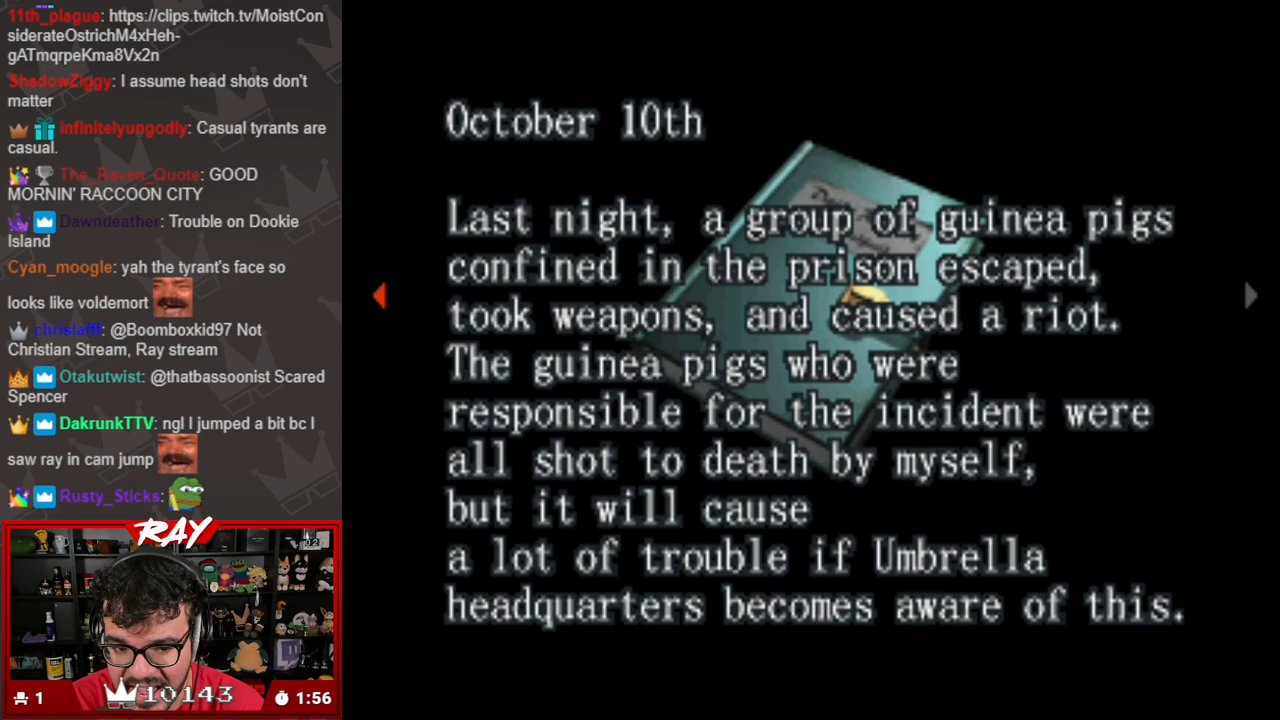 11th_plague: https://clips.twitch.tv/MoistCon
siderateOstrichM4xHeh-
gATmqrpeKma8Vx2n
ShadowZiggy: I assume head shots don't
matter
infinitelyungodly: Casual tyrants are
casual.
The_Raven_Quote: GOOD
MORNIN' RACCOON CITY
Dawndeather: Trouble on Dookie
Island
Cyan_moogle: yah the tyrant's face so
looks like voldemort
chrislafff: @Boomboxkid97 Not
Christian Stream, Ray stream
Otakutwist: @thatbassoonist Scared
Spencer
DakrunkTTV: ngl I jumped a bit bc I
saw ray in cam jump
Rusty_Sticks:
RAY
1
10143
1:56
October 10th
Last night, a group of guinea pigs
confined in the prison escaped,
took weapons, and caused a riot.
The guinea pigs who were
responsible for the incident were
all shot to death by myself,
but it will cause
a lot of trouble if Umbrella
headquarters becomes aware of this.